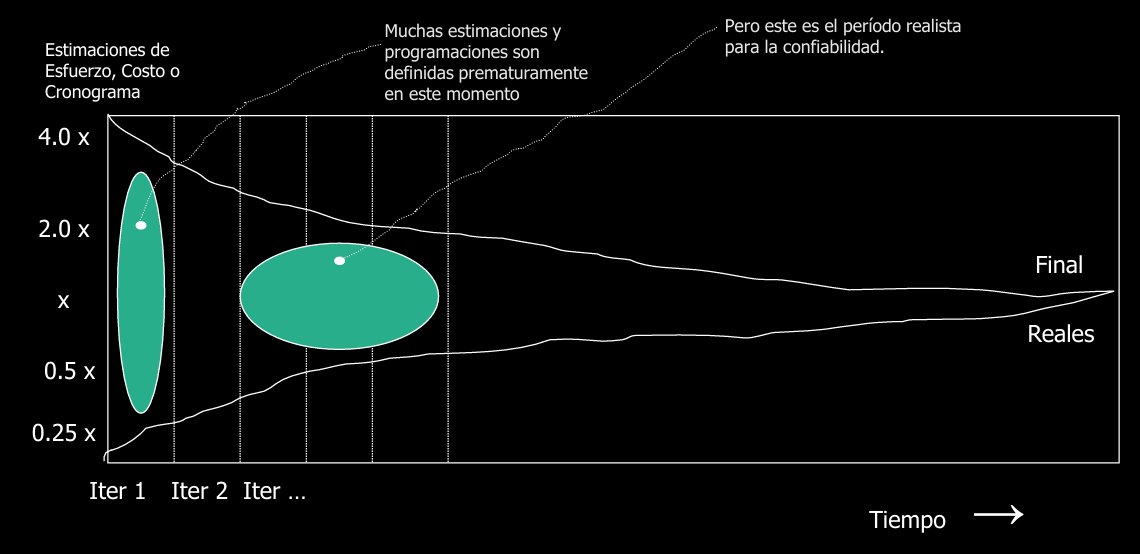 Estimaciones de
Esfuerzo, Costo o
Cronograma
Muchas estimaciones y
programaciones son
definidas prematuramente
en este momento
Pero este es el período realista
para la confiabilidad.
4.0 x
2.0 x
x
0.5 x
0.25 x
Final
Reales
Iter 1 Iter 2 Iter ...
Tiempo